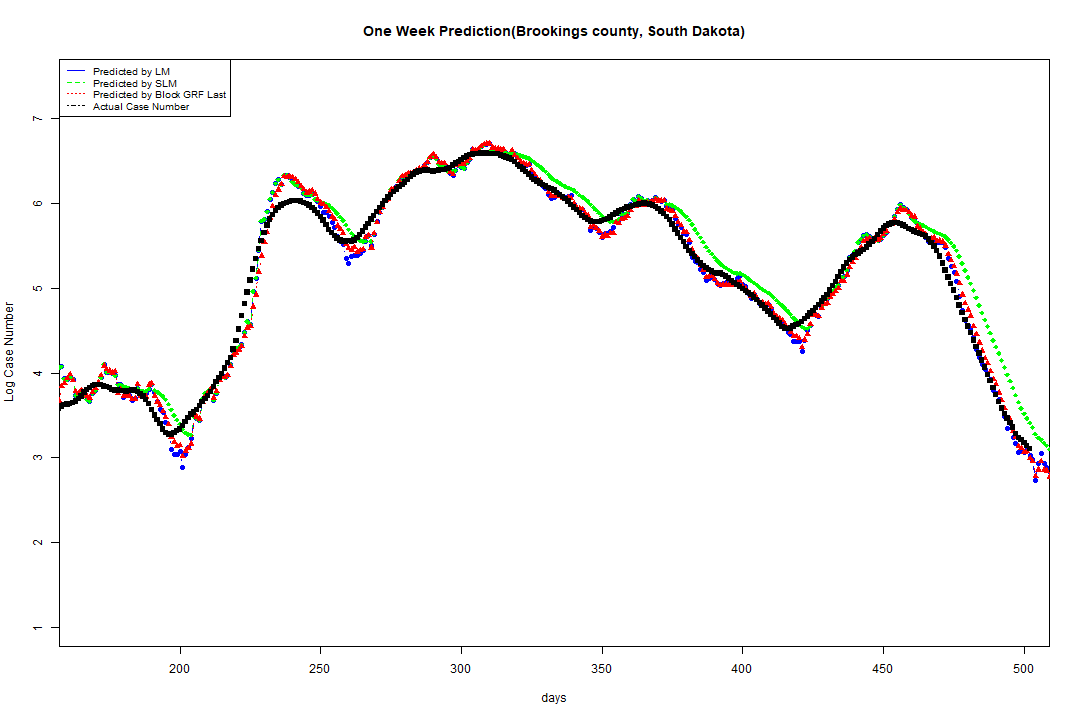 One Week Prediction(Brookings county, South Dakota)
Predicted by LM
Predicted by SLM
Predicted by Block GRF Last
Actual Case Number
Log Case Number
7
6
5
4
3
2
1
200 250 300 350 400 450 500
days